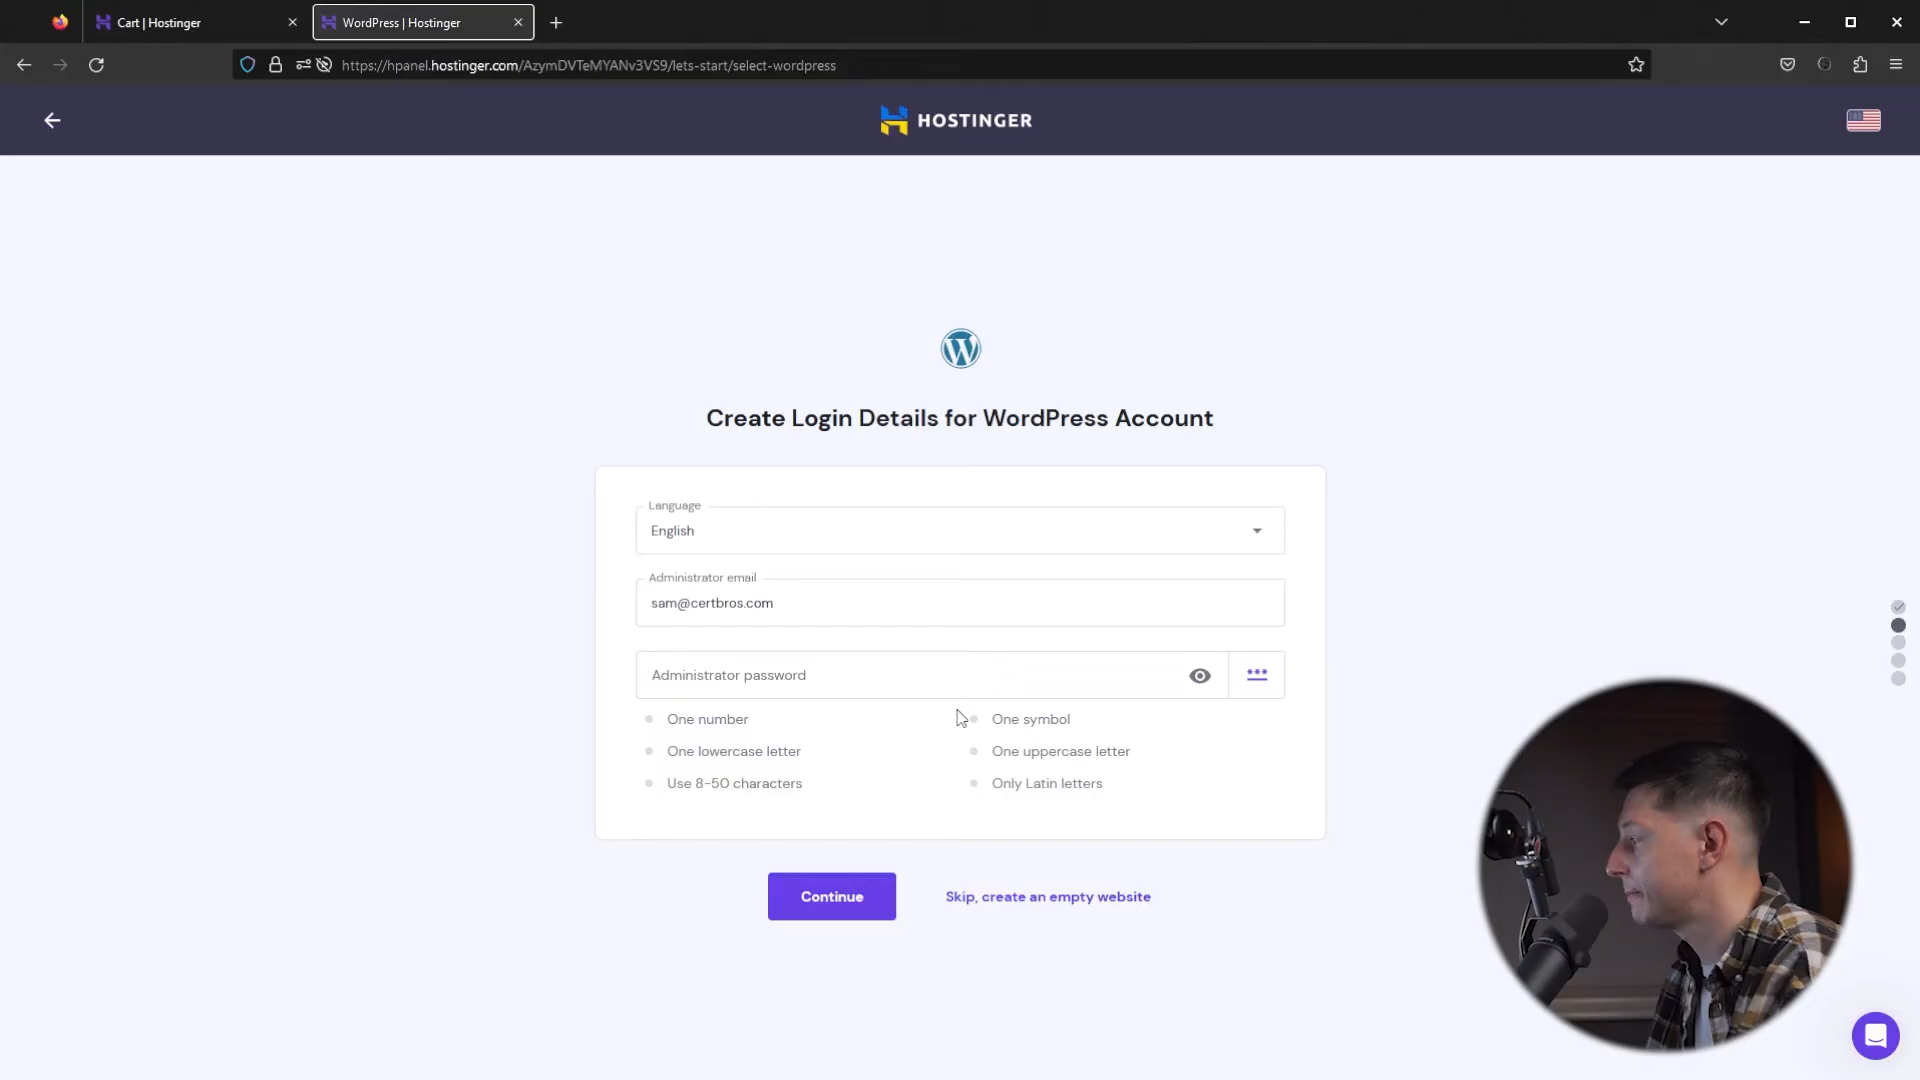 Cart | Hostinger
WordPress | Hostinger
https://hpanel.hostinger.com/AzymDVTeMYANv3VS9/lets-start/select-wordpress
HOSTINGER
Create Login Details for WordPress Account
Language
English
Administrator email
sam@certbros.com
Administrator password
One number
One symbol
One lowercase letter
One uppercase letter
Use 8-50 characters
Only Latin letters
Continue
Skip, create an empty website